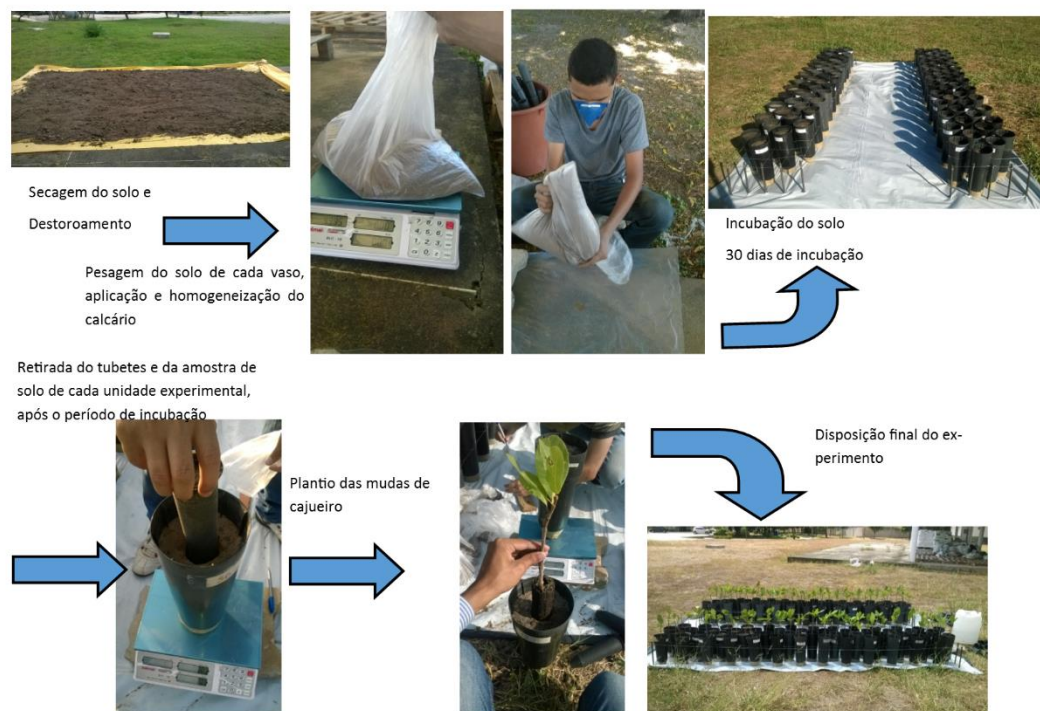 Secagem do solo e
Destoroamento
Pesagem do solo de cada vaso,
aplicação e homogeneização do
calcário
Incubação do solo
30 dias de incubação
Retirada do tubetes e da amostra de
solo de cada unidade experimental,
após o período de incubação
Plantio das mudas de
cajueiro
Disposição final do ex-
perimento